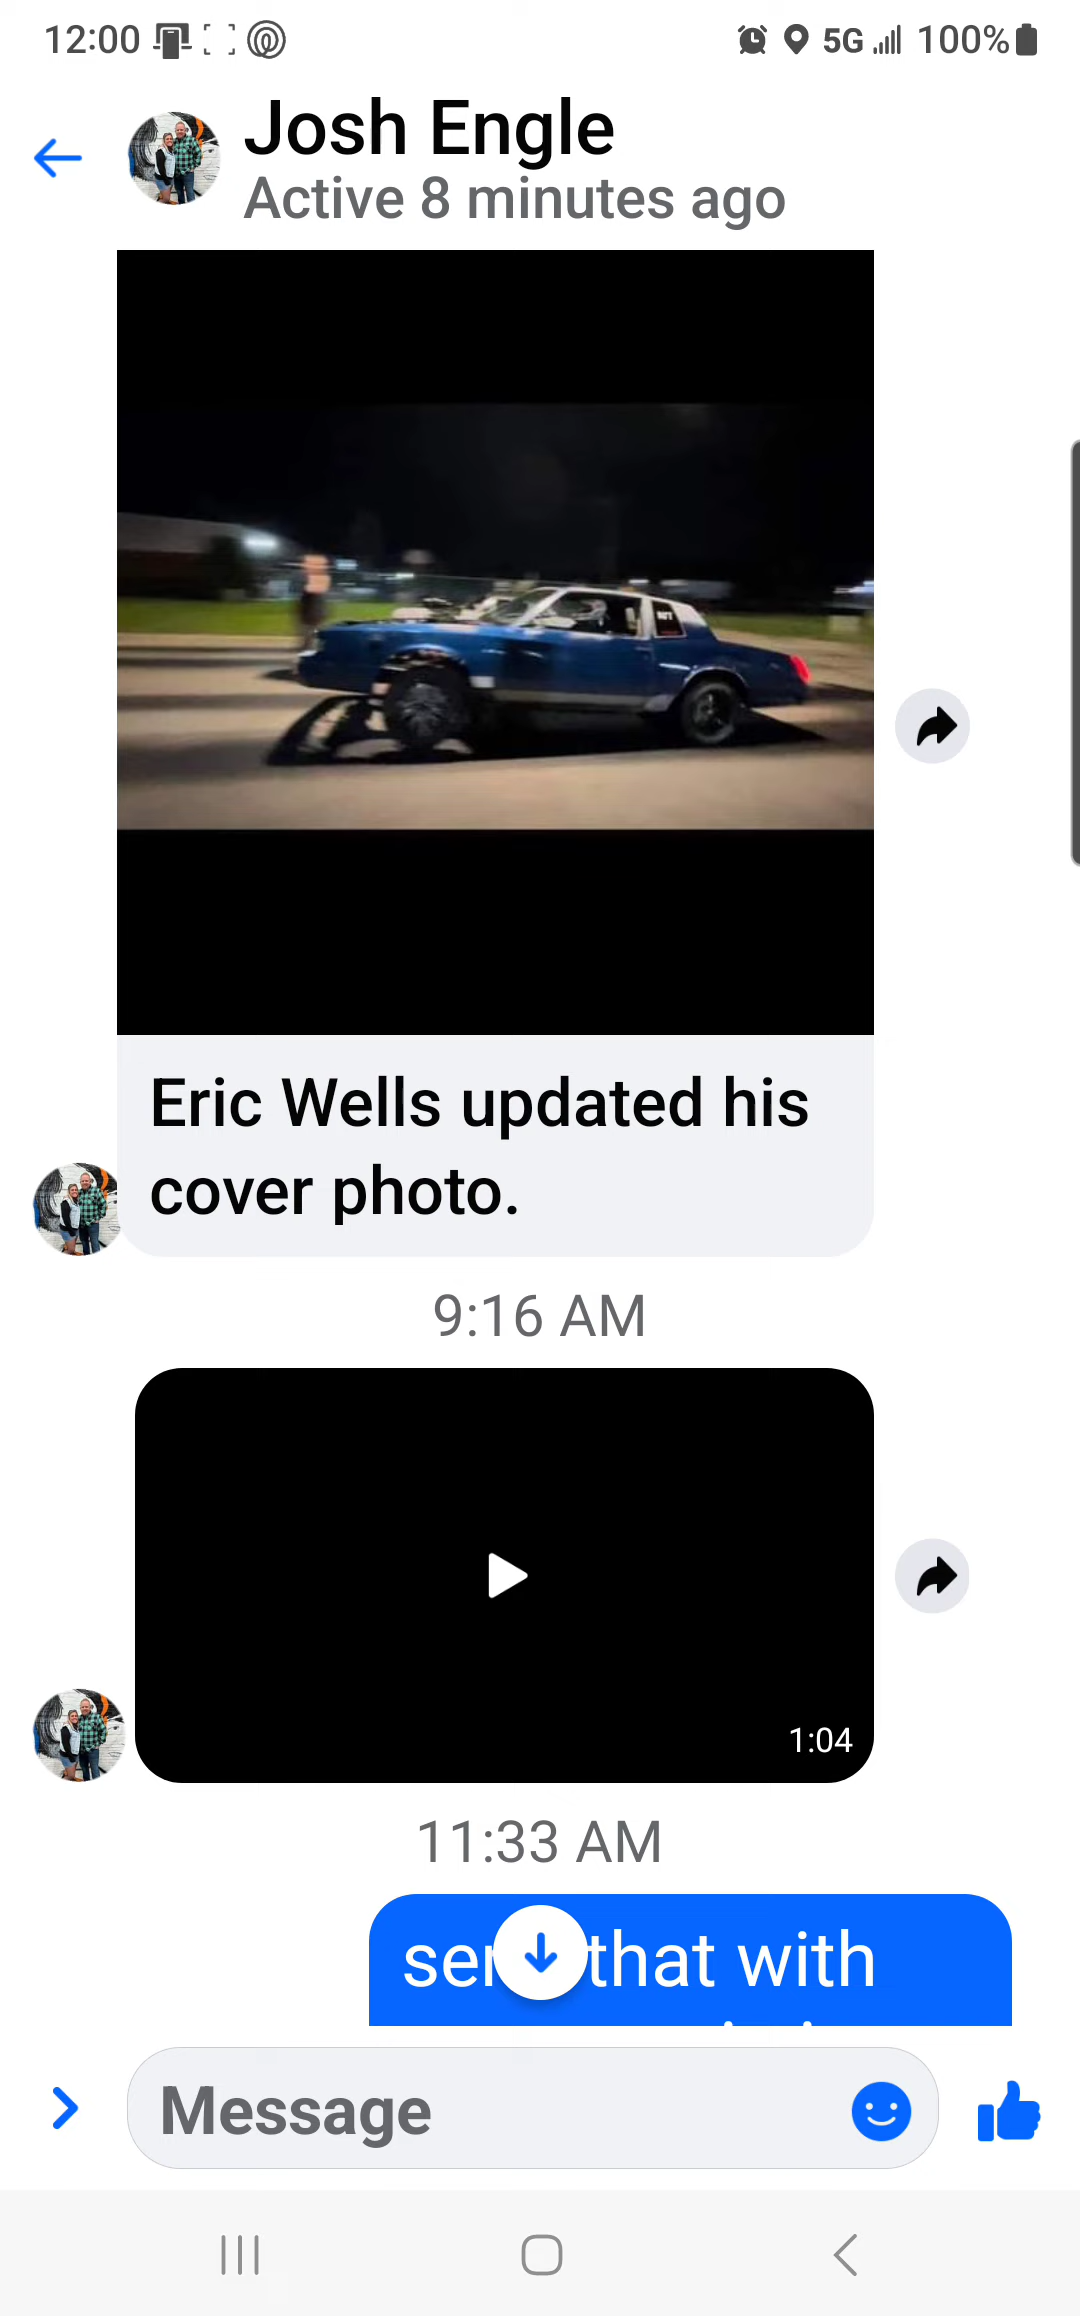 12:00 5G 100%
Josh Engle
Active 8 minutes ago
Eric Wells updated his
cover photo.
9:16 AM
1:04
11:33 AM
that with
Message